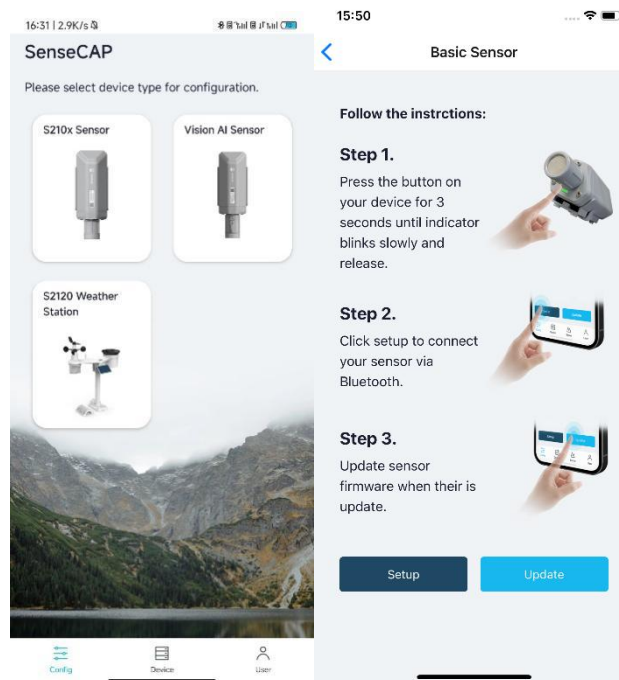 16:31 | 2.9K/s
SenseCAP
Please select device type for configuration.
S210x Sensor
Vision AI Sensor
S2120 Weather
Station
Config
Device
User
15:50
Basic Sensor
Follow the instrctions:
Step 1.
Press the button on
your device for 3
seconds until indicator
blinks slowly and
release.
Step 2.
Click setup to connect
your sensor via
Bluetooth.
Step 3.
Update sensor
firmware when their is
update.
Setup
Update